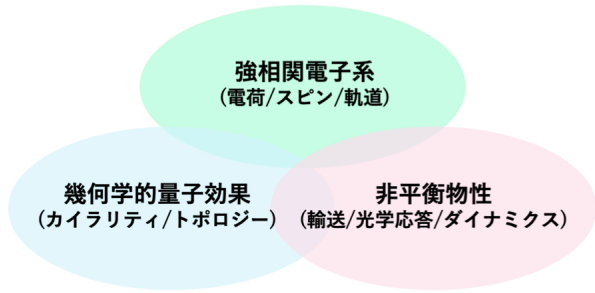 強相関電子系
(電荷/スピン/軌道)
幾何学的量子効果
(カイラリティ/トポロジー)
非平衡物性
(輸送/光学応答/ダイナミクス)